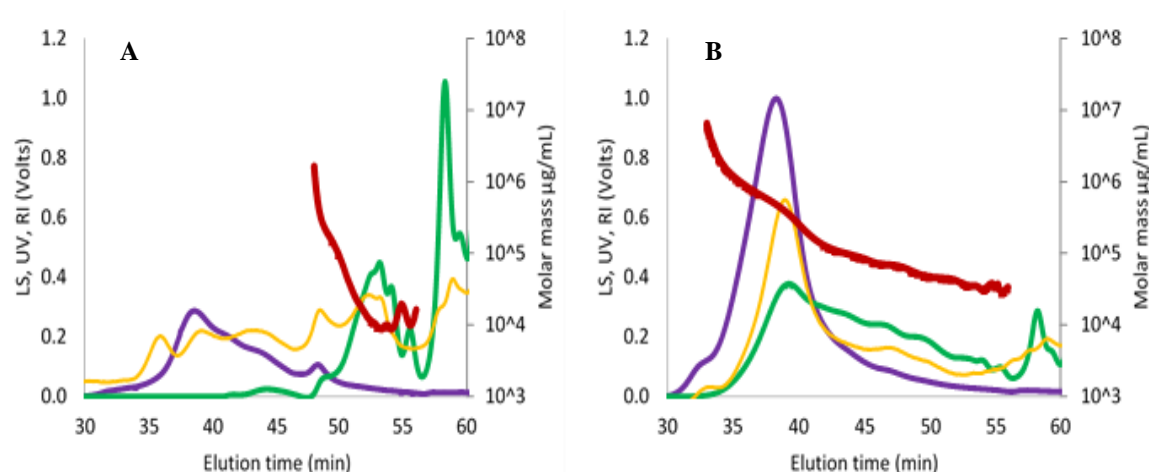 A
B
1.2
1.0
0.8
0.6
0.4
0.2
0.0
LS, UV, RI (Volts)
10^8
10^7
10^6
10^5
10^4
10^3
Molar mass µg/mL)
30 35 40 45 50 55 60
Elution time (min)
1.2
1.0
0.8
0.6
0.4
0.2
0.0
LS, UV, RI (Volts)
10^8
10^7
10^6
10^5
10^4
10^3
Molar mass µg/mL)
30 35 40 45 50 55 60
Elution time (min)